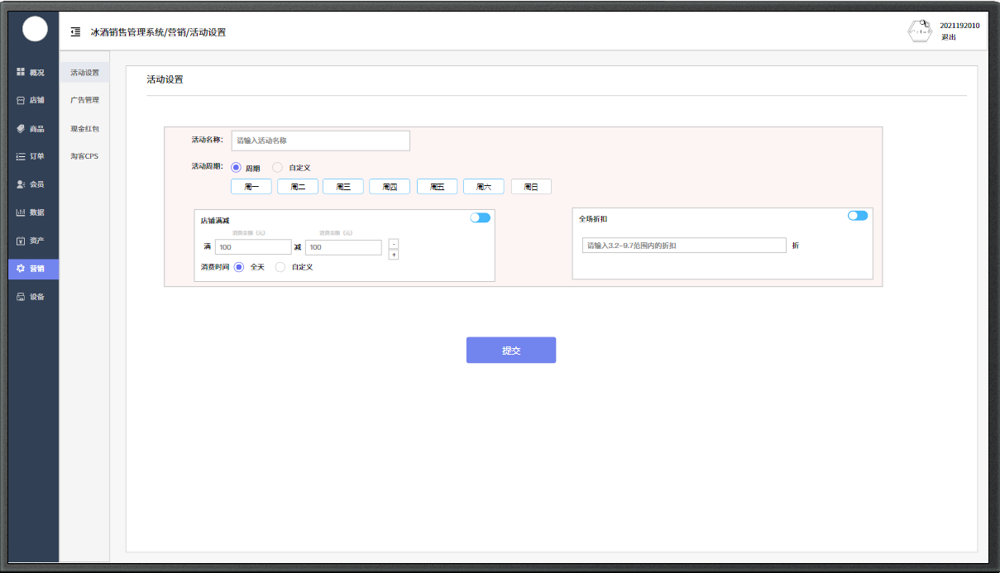 冰酒销售管理系统/营销/活动设置
2021192010
退出
概况
店铺
商品
订单
会员
数据
资产
营销
设备
活动设置
广告管理
现金红包
淘客CPS
活动设置
活动名称: 请输入活动名称
活动周期: 周期 自定义
周一 周二 周三 周四 周五 周六 周日
店铺满减
消费金额（元） 消费金额（元）
满 100 减 100 - +
消费时间 全天 自定义
全场折扣
请输入3.2-9.7范围内的折扣 折
提交